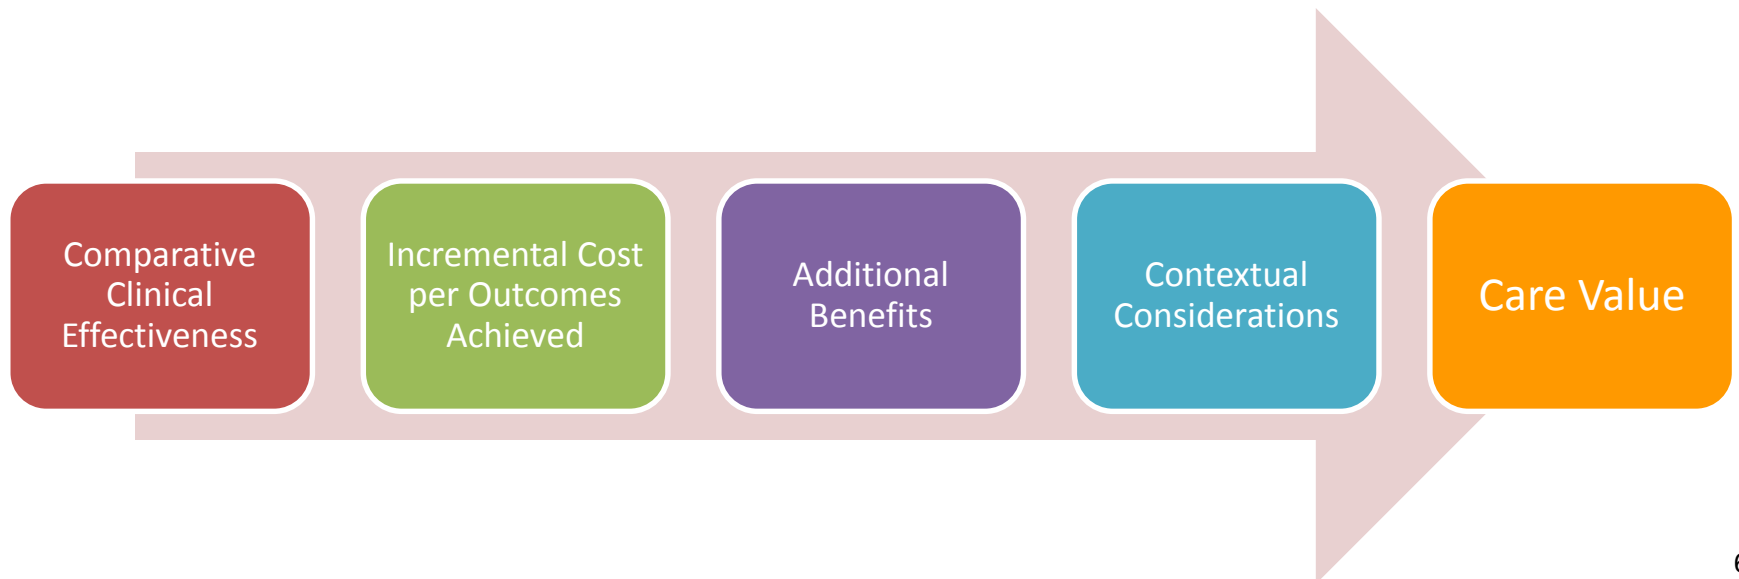 Comparative
Clinical
Effectiveness
Incremental Cost
per Outcomes
Achieved
Additional
Benefits
Contextual
Considerations
Care Value